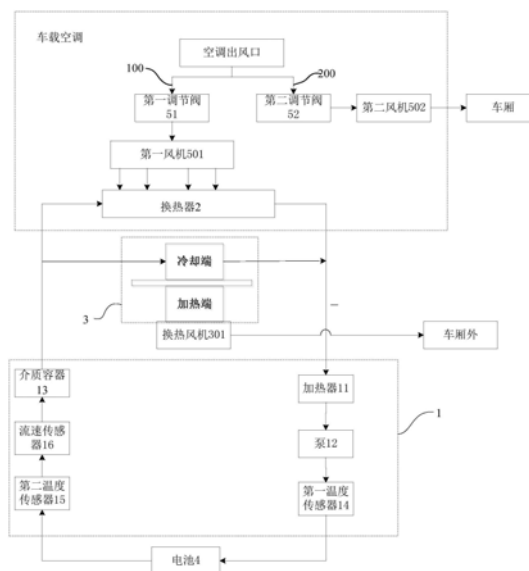 车载空调
空调出风口
100
200
第一调节阀
51
第二调节阀
52
第二风机502
车厢
第一风机501
换热器2
冷却端
加热端
3
换热风机301
车厢外
介质容器
13
加热器11
1
流速传感
器16
泵12
第二温度
传感器15
第一温度
传感器14
电池4